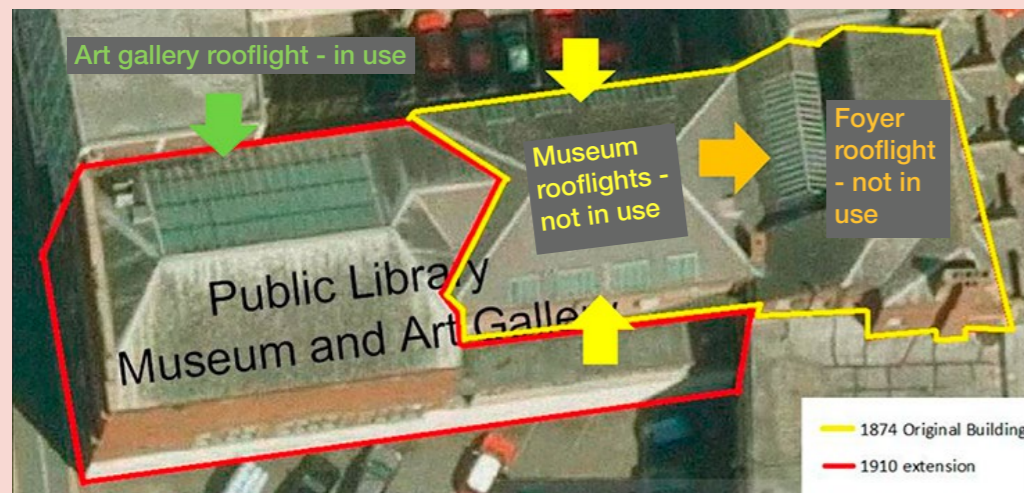 Art gallery rooflight - in use
Museum
rooflights -
not in use
Foyer
rooflight
- not in
use
Public Library
Museum and Art Gallery
1874 Original Building
1910 extension